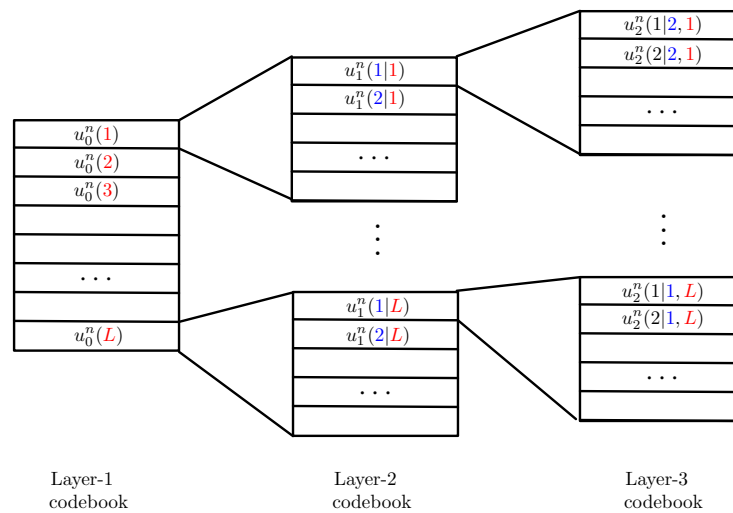 u_0^n(1)
u_0^n(2)
u_0^n(3)
...
u_0^n(L)
Layer-1
codebook
u_1^n(1|1)
u_1^n(2|1)
...
⋮
u_1^n(1|L)
u_1^n(2|L)
...
Layer-2
codebook
u_2^n(1|2, 1)
u_2^n(2|2, 1)
...
⋮
u_2^n(1|1, L)
u_2^n(2|1, L)
...
Layer-3
codebook